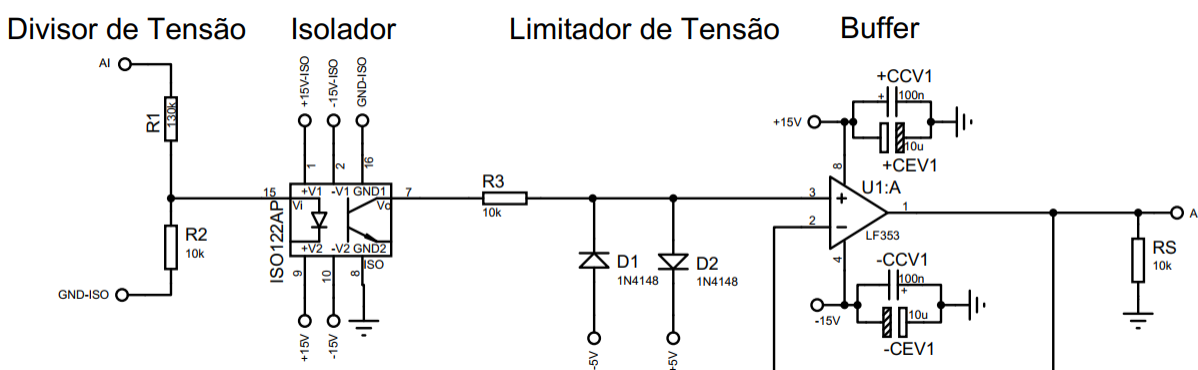 Divisor de Tensão
Isolador
Limitador de Tensão
Buffer
AI
R1
130k
R2
10k
GND-ISO
+15V-ISO
-15V-ISO
GND-ISO
1
2
16
15
+V1 -V1 GND1
Vi
Vo
7
+V2 -V2 GND2
ISO
ISO122AP
9
10
8
+15V
-15V
R3
10k
D1
1N4148
D2
1N4148
-5V
+5V
+CCV1
+
100n
+15V
10u
+CEV1
8
U1:A
3
+
2
-
1
LF353
4
-CCV1
100n
+
-15V
10u
-CEV1
A
RS
10k